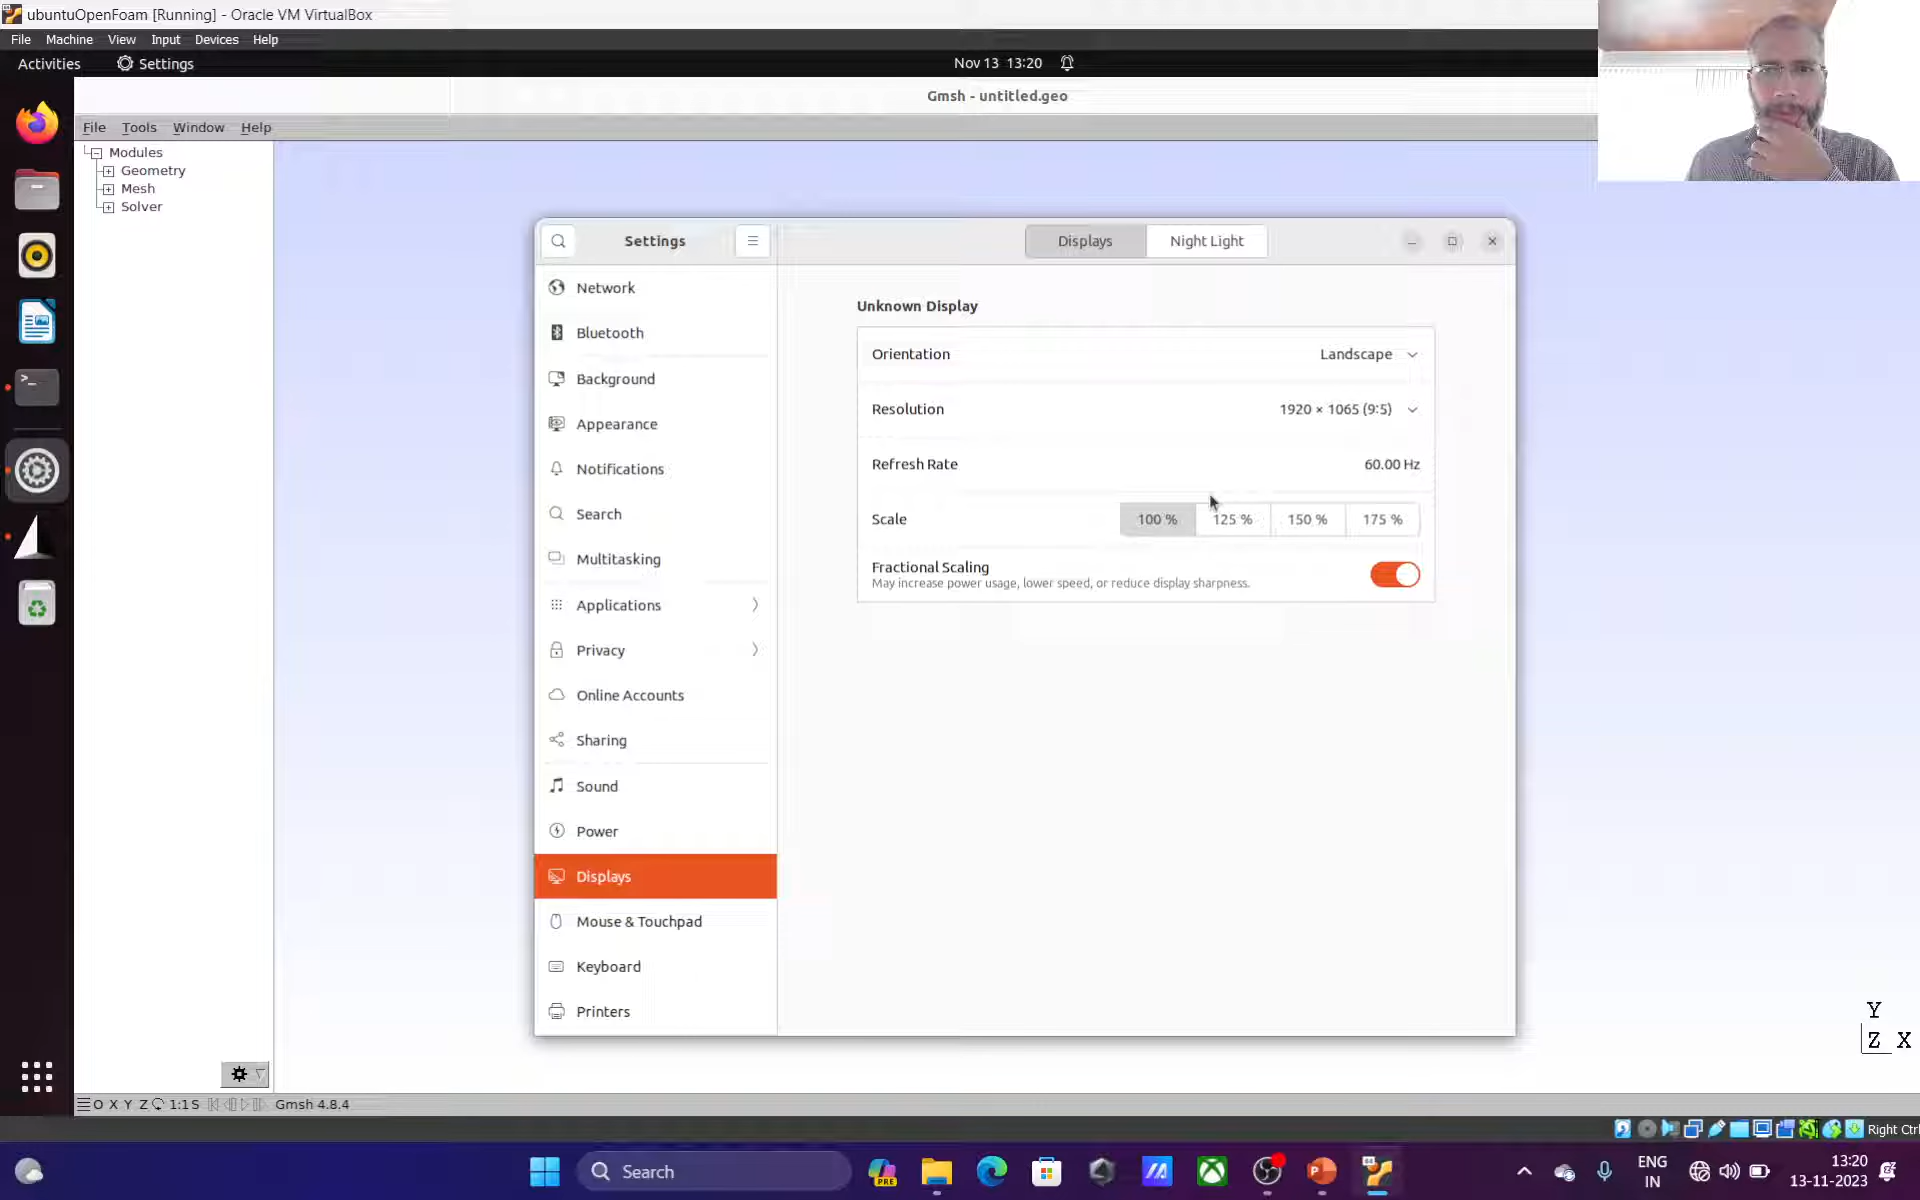 ubuntuOpenFoam [Running] - Oracle VM VirtualBox
File Machine View Input Devices Help
Activities Settings Nov 13 13:20
Gmsh - untitled.geo
File Tools Window Help
Modules
Geometry
Mesh
Solver
Settings Displays Night Light
Network
Bluetooth
Background
Appearance
Notifications
Search
Multitasking
Applications
Privacy
Online Accounts
Sharing
Sound
Power
Displays
Mouse & Touchpad
Keyboard
Printers
Unknown Display
Orientation Landscape
Resolution 1920 × 1065 (9:5)
Refresh Rate 60.00 Hz
Scale 100 % 125 % 150 % 175 %
Fractional Scaling
May increase power usage, lower speed, or reduce display sharpness.
Y
Z X
O X Y Z 1:1 S Gmsh 4.8.4
Right Ctrl
Search
PRE
ENG
IN
13:20
13-11-2023